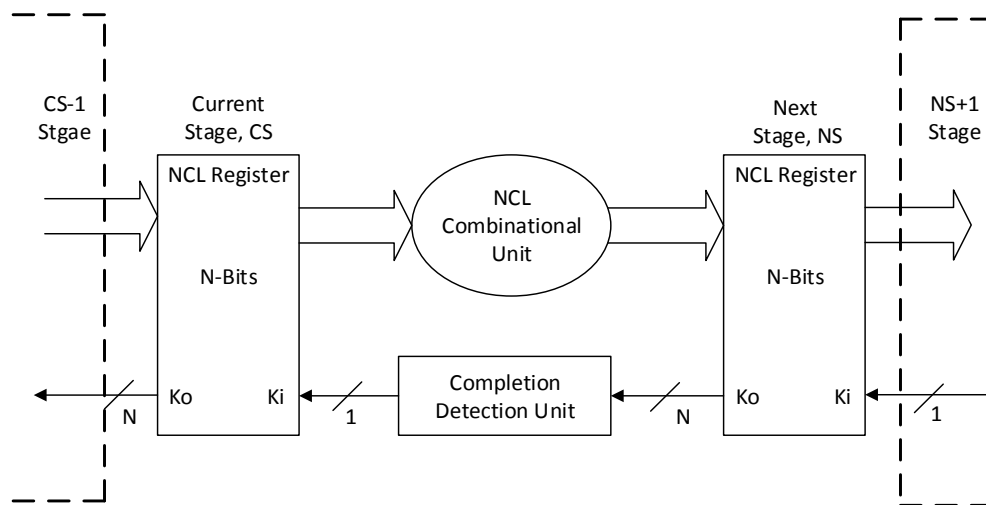 CS-1
Stgae
Current
Stage, CS
NCL Register
N-Bits
Ko
Ki
N
NCL
Combinational
Unit
Completion
Detection Unit
1
N
Next
Stage, NS
NCL Register
N-Bits
Ko
Ki
NS+1
Stage
1